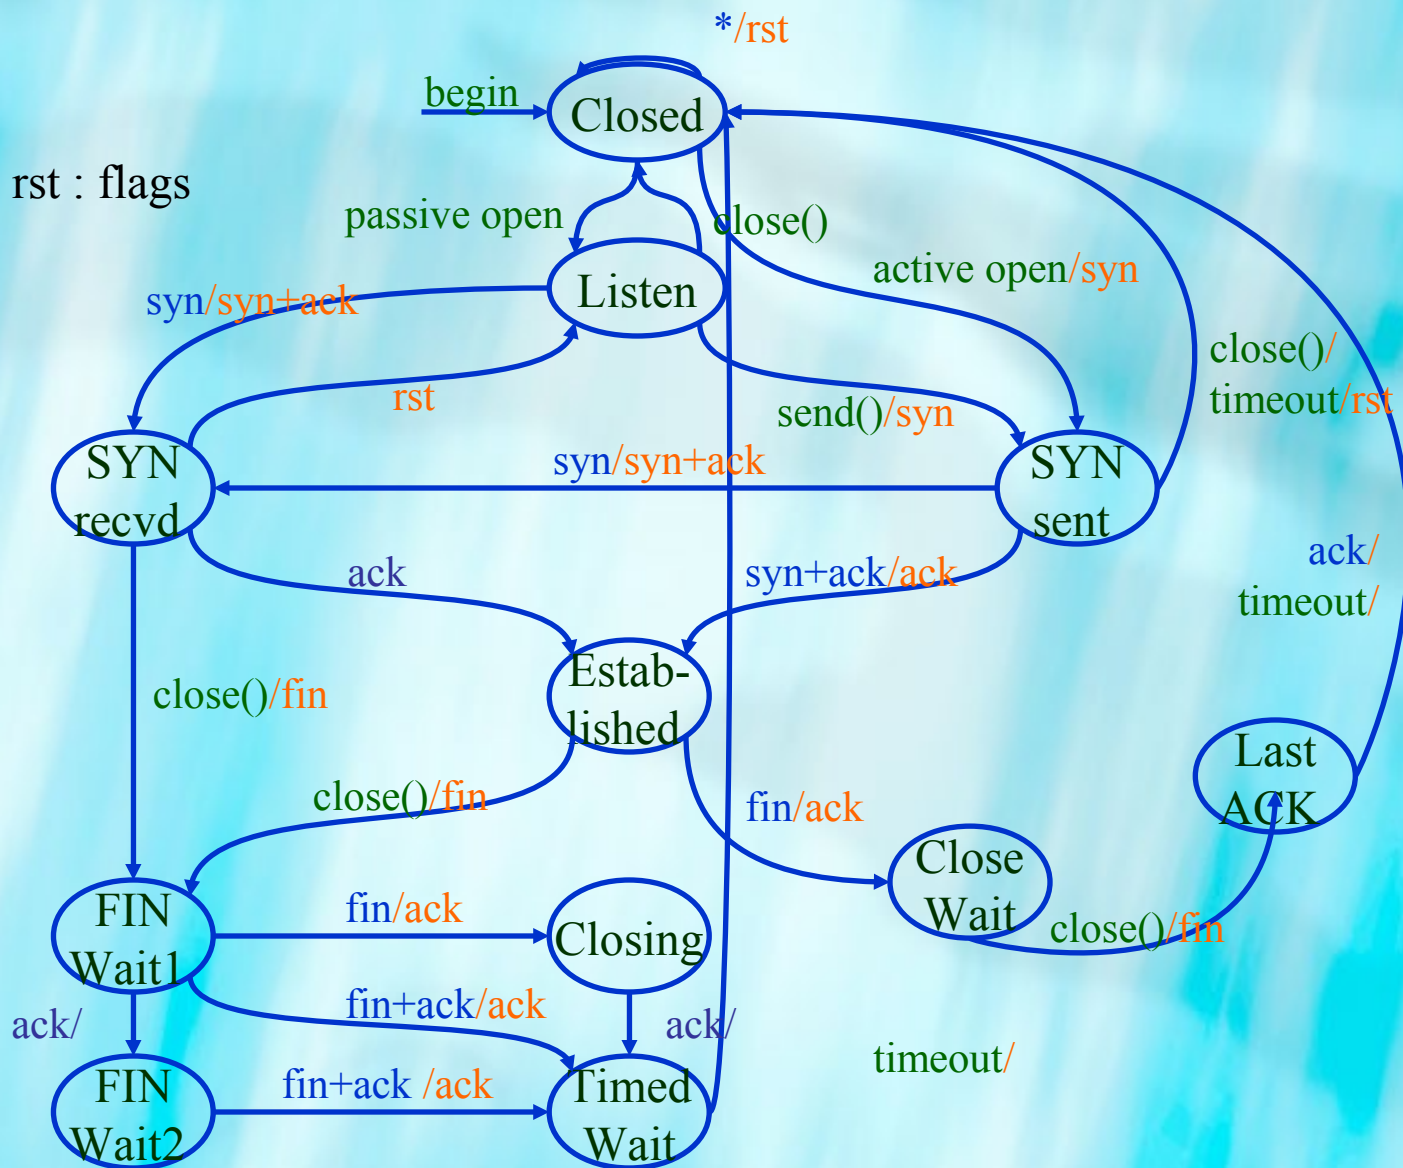 */rst
begin
Closed
rst : flags
passive open
close()
active open/syn
Listen
syn/syn+ack
close()/
timeout/rst
rst
send()/syn
SYN
recvd
syn/syn+ack
SYN
sent
ack
syn+ack/ack
ack/
timeout/
Estab-
lished
close()/fin
Last
ACK
close()/fin
fin/ack
Close
Wait
FIN
Wait1
fin/ack
Closing
close()/fin
fin+ack/ack
ack/
ack/
timeout/
FIN
Wait2
fin+ack /ack
Timed
Wait